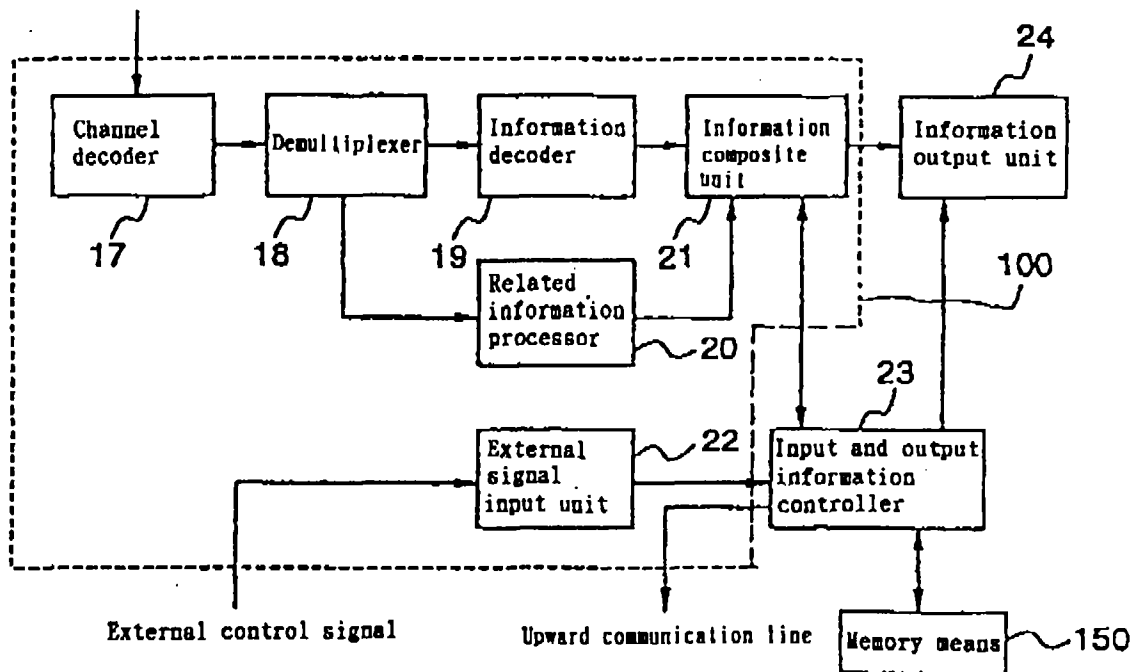 24
Channel
decoder
Demultiplexer
Information
decoder
Information
composite
unit
Information
output unit
17
18
19
21
100
Related
information
processor
20
23
External
signal
input unit
22
Input and output
information
controller
External control signal
Upward communication line
Memory means
150